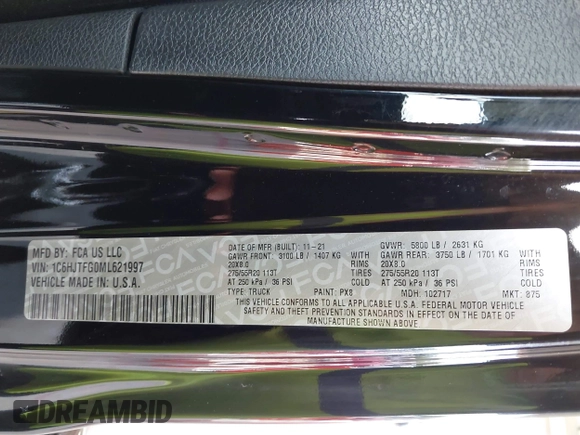 MFD BY: FCA US LLC
VIN: 1C6HJTFG0ML621997
VEHICLE MADE IN: U.S.A.
DATE OF MFR (BUILT): 11-21
GVWR: 5800 LB / 2631 KG
GAWR FRONT: 3100 LB / 1407 KG
GAWR REAR: 3750 LB / 1701 KG
20X8.0 RIMS
20X8.0 RIMS
275/55R20 113T TIRES
275/55R20 113T TIRES
AT 250 kPa / 36 PSI COLD
AT 250 kPa / 36 PSI COLD
TYPE: TRUCK
PAINT: PX8
MDH: 102717
MKT: 875
THIS VEHICLE CONFORMS TO ALL APPLICABLE U.S.A. FEDERAL MOTOR VEHICLE
SAFETY AND THEFT PREVENTION STANDARDS IN EFFECT ON THE DATE OF
MANUFACTURE SHOWN ABOVE.
DREAMBID